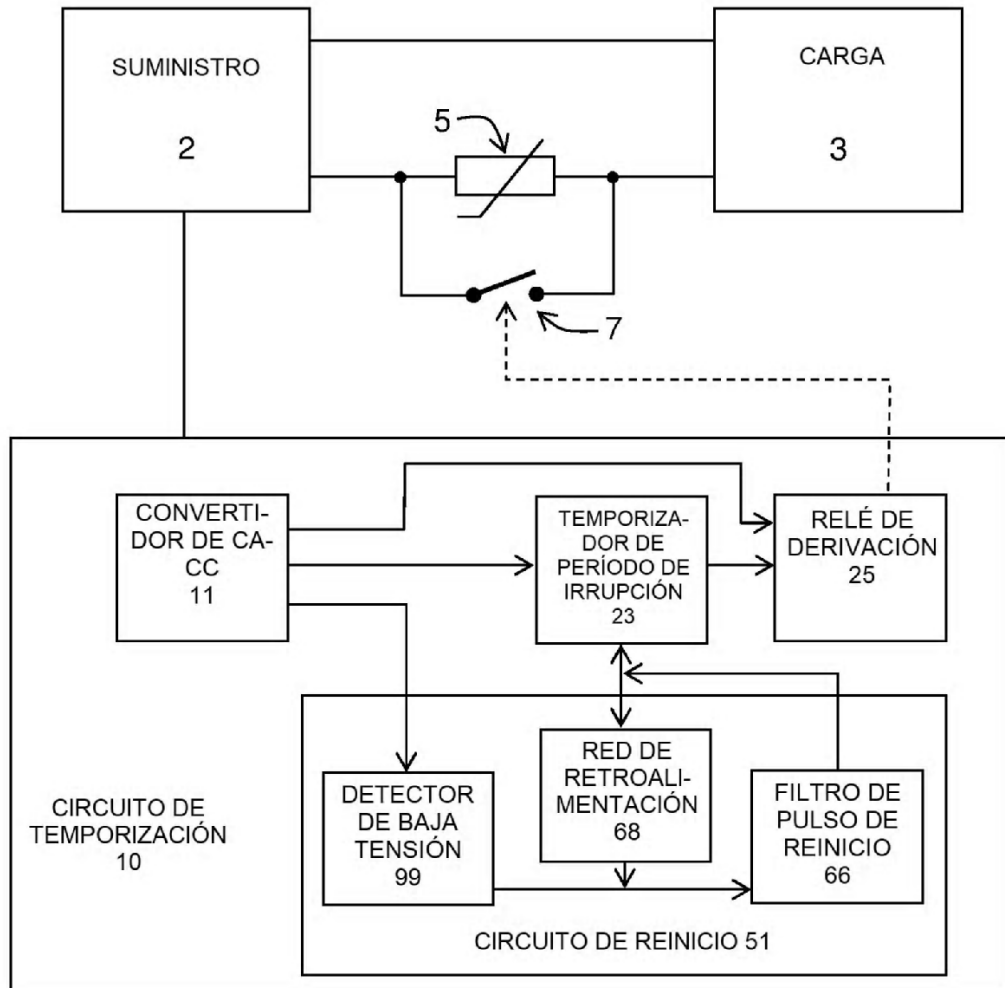 SUMINISTRO
2
CARGA
3
5
7
CONVERTI-
DOR DE CA-
CC
11
TEMPORIZA-
DOR DE
PERÍODO DE
IRRUPCIÓN
23
RELÉ DE
DERIVACIÓN
25
CIRCUITO DE
TEMPORIZACIÓN
10
DETECTOR
DE BAJA
TENSIÓN
99
RED DE
RETROALI-
MENTACIÓN
68
FILTRO DE
PULSO DE
REINICIO
66
CIRCUITO DE REINICIO 51